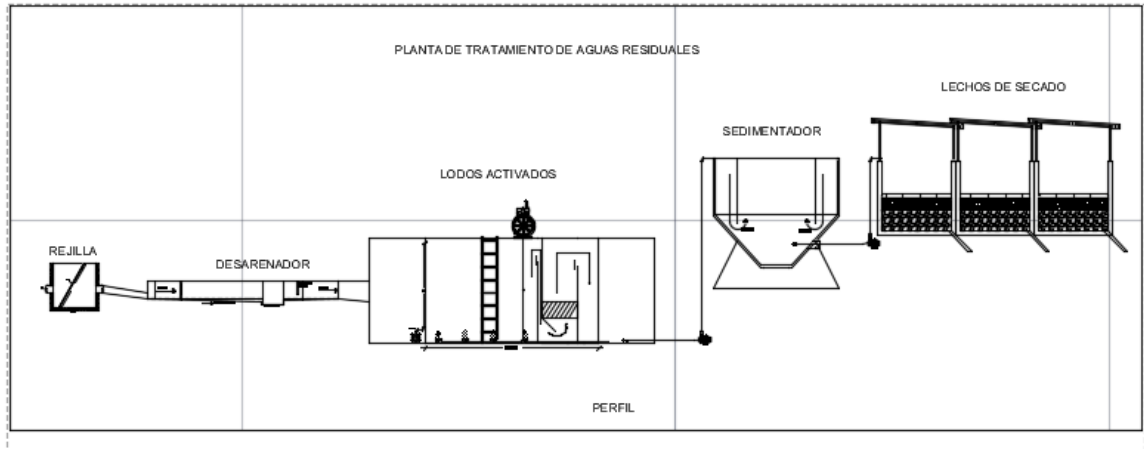 PLANTA DE TRATAMIENTO DE AGUAS RESIDUALES
LECHOS DE SECADO
SEDIMENTADOR
LODOS ACTIVADOS
REJILLA
DESARENADOR
PERFIL